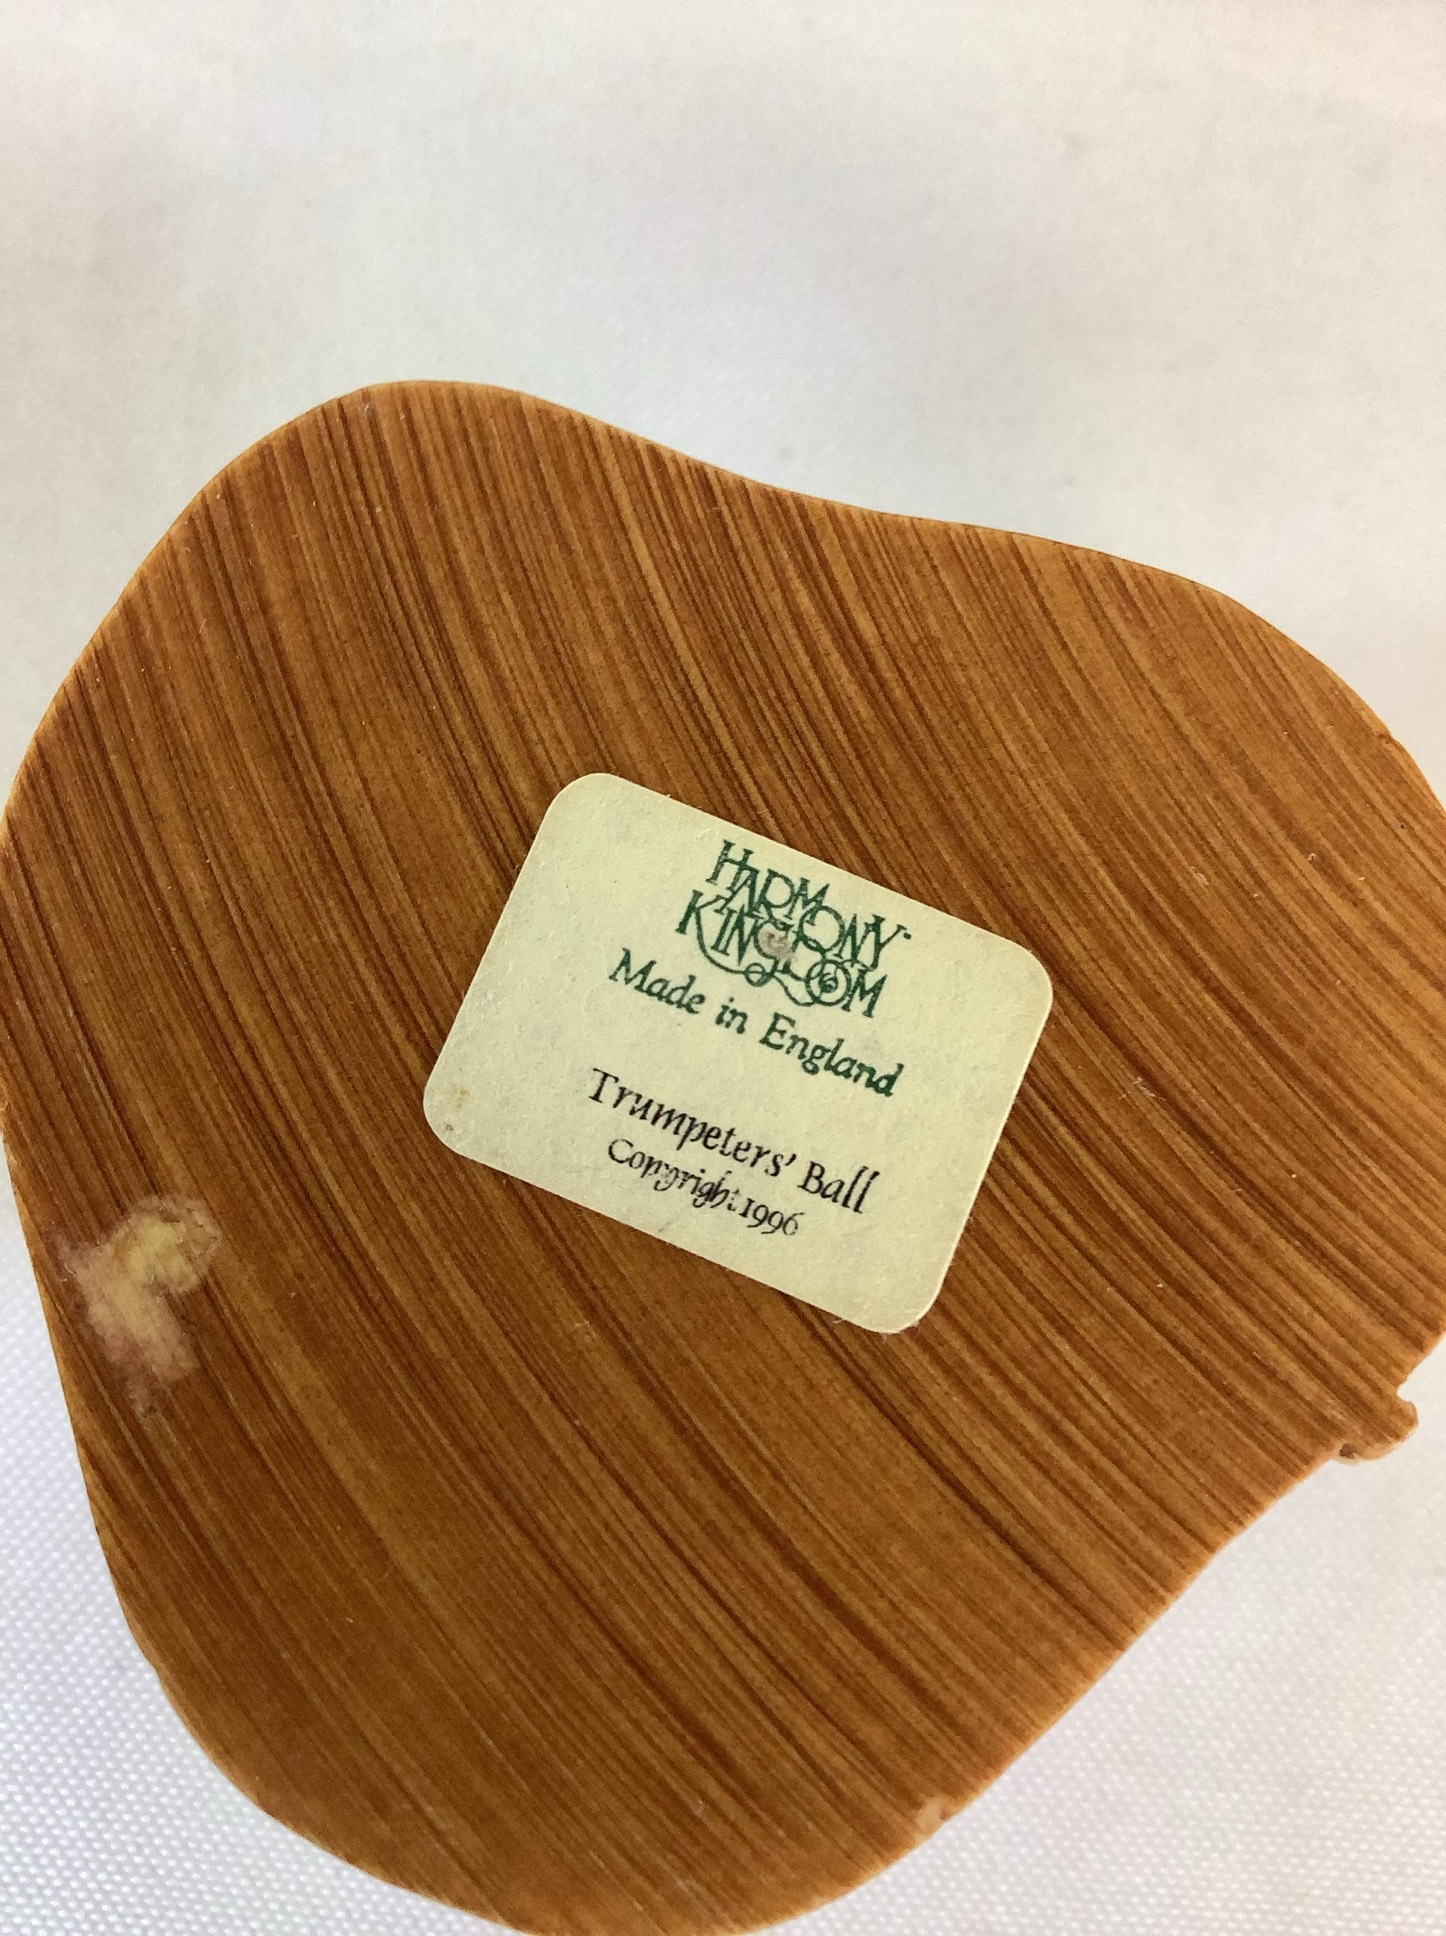 HARMONY
KINGDOM
Made in England
Trumpeters' Ball
Copyright 1996